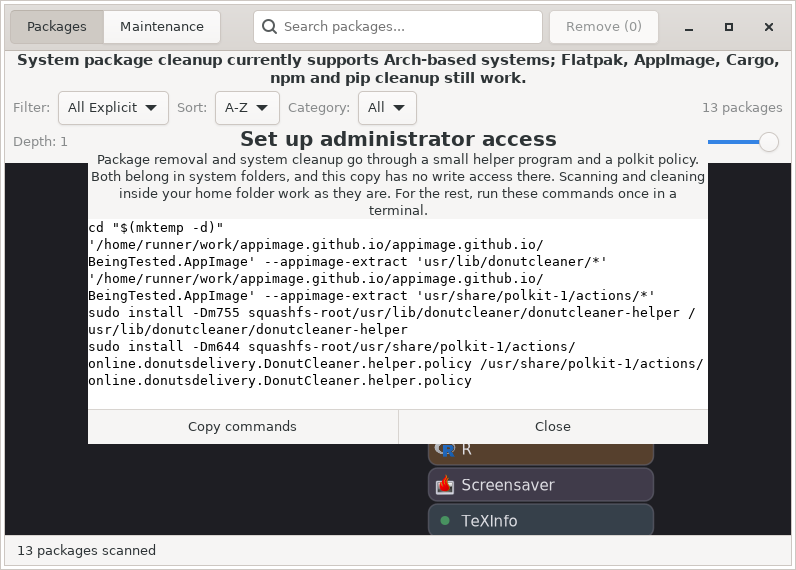 Packages
Maintenance
Search packages...
Remove (0)
System package cleanup currently supports Arch-based systems; Flatpak, AppImage, Cargo,
npm and pip cleanup still work.
Filter:
All Explicit
Sort:
A-Z
Category:
All
13 packages
Depth: 1
Set up administrator access
Package removal and system cleanup go through a small helper program and a polkit policy.
Both belong in system folders, and this copy has no write access there. Scanning and cleaning
inside your home folder work as they are. For the rest, run these commands once in a
terminal.
cd "$(mktemp -d)"
'/home/runner/work/appimage.github.io/appimage.github.io/
BeingTested.AppImage' --appimage-extract 'usr/lib/donutcleaner/*'
'/home/runner/work/appimage.github.io/appimage.github.io/
BeingTested.AppImage' --appimage-extract 'usr/share/polkit-1/actions/*'
sudo install -Dm755 squashfs-root/usr/lib/donutcleaner/donutcleaner-helper /
usr/lib/donutcleaner/donutcleaner-helper
sudo install -Dm644 squashfs-root/usr/share/polkit-1/actions/
online.donutsdelivery.DonutCleaner.helper.policy /usr/share/polkit-1/actions/
online.donutsdelivery.DonutCleaner.helper.policy
Copy commands
Close
R
Screensaver
TeXInfo
13 packages scanned